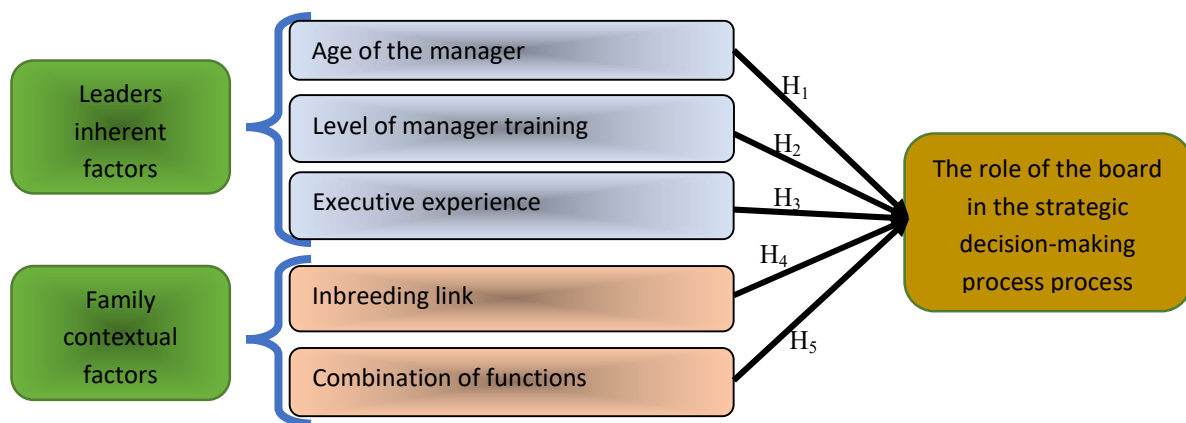 Leaders
inherent
factors
Age of the manager
Level of manager training
Executive experience
H₁
H₂
H₃
Family
contextual
factors
Inbreeding link
Combination of functions
H₄
H₅
The role of the board
in the strategic
decision-making
process process